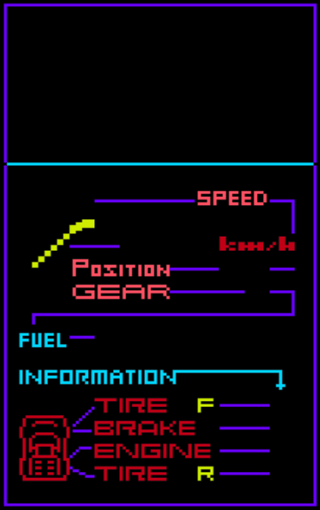 SPEED
km/h
POSITION
GEAR
FUEL
INFORMATION
TIRE F
BRAKE
ENGINE
TIRE R